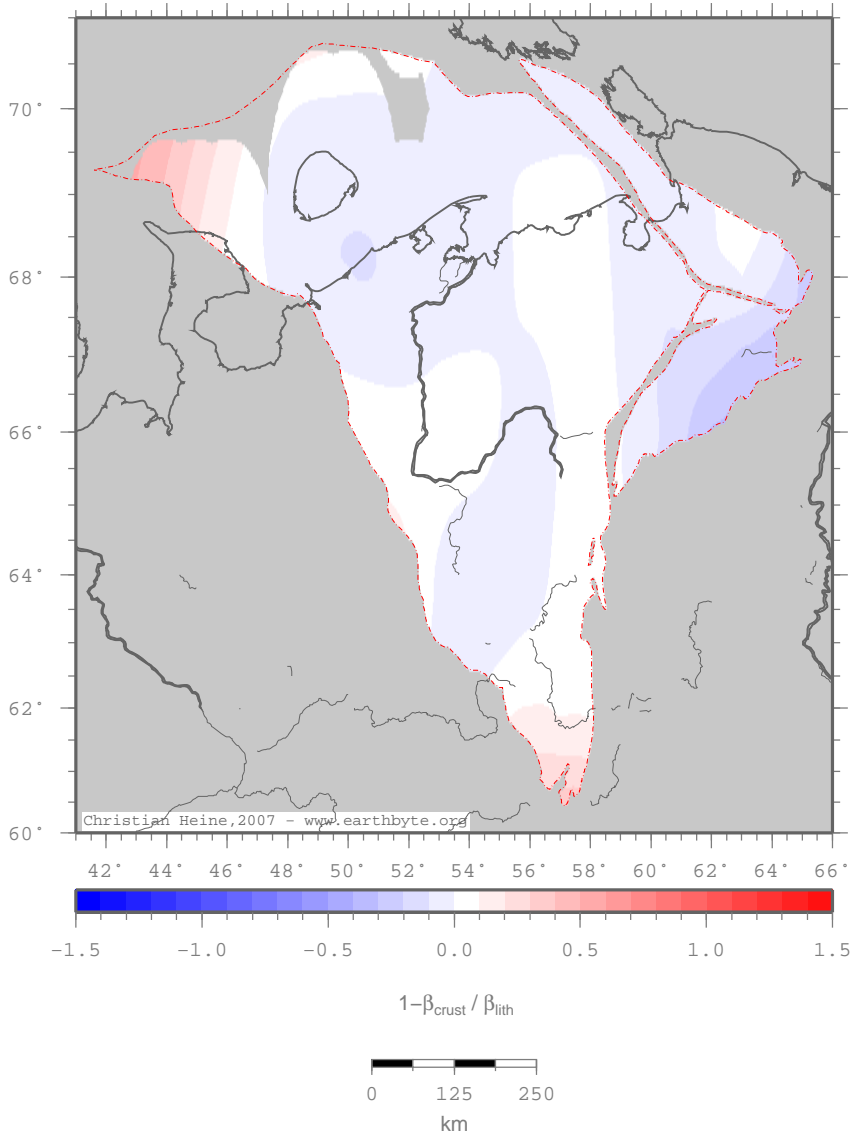 70°
68°
66°
64°
62°
60°
Christian Heine,2007 – www.earthbyte.org
42° 44° 46° 48° 50° 52° 54° 56° 58° 60° 62° 64° 66°
−1.5 −1.0 −0.5 0.0 0.5 1.0 1.5
1−βcrust / βlith
0 125 250
km